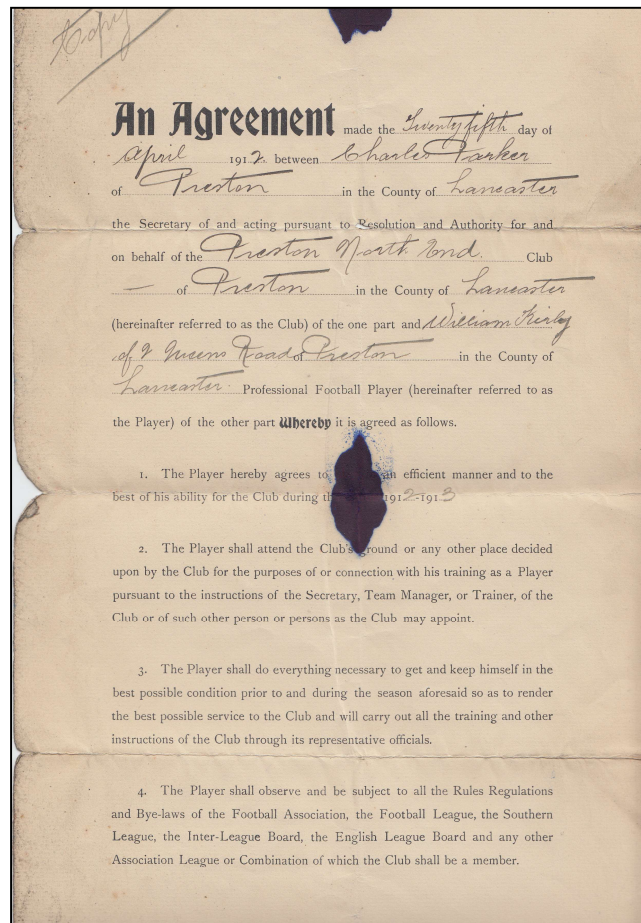 Copy
An Agreement made the Twenty fifth day of
April 1912 between Charles Parker
of Preston in the County of Lancaster
the Secretary of and acting pursuant to Resolution and Authority for and
on behalf of the Preston North End. Club
— of Preston in the County of Lancaster
(hereinafter referred to as the Club) of the one part and William Kirby
of 2 Queens Road of Preston in the County of
Lancaster. Professional Football Player (hereinafter referred to as
the Player) of the other part Whereby it is agreed as follows.
1. The Player hereby agrees to in efficient manner and to the
best of his ability for the Club during 1912-1913
2. The Player shall attend the Club's ground or any other place decided
upon by the Club for the purposes of or connection with his training as a Player
pursuant to the instructions of the Secretary, Team Manager, or Trainer, of the
Club or of such other person or persons as the Club may appoint.
3. The Player shall do everything necessary to get and keep himself in the
best possible condition prior to and during the season aforesaid so as to render
the best possible service to the Club and will carry out all the training and other
instructions of the Club through its representative officials.
4. The Player shall observe and be subject to all the Rules Regulations
and Bye-laws of the Football Association, the Football League, the Southern
League, the Inter-League Board, the English League Board and any other
Association League or Combination of which the Club shall be a member.